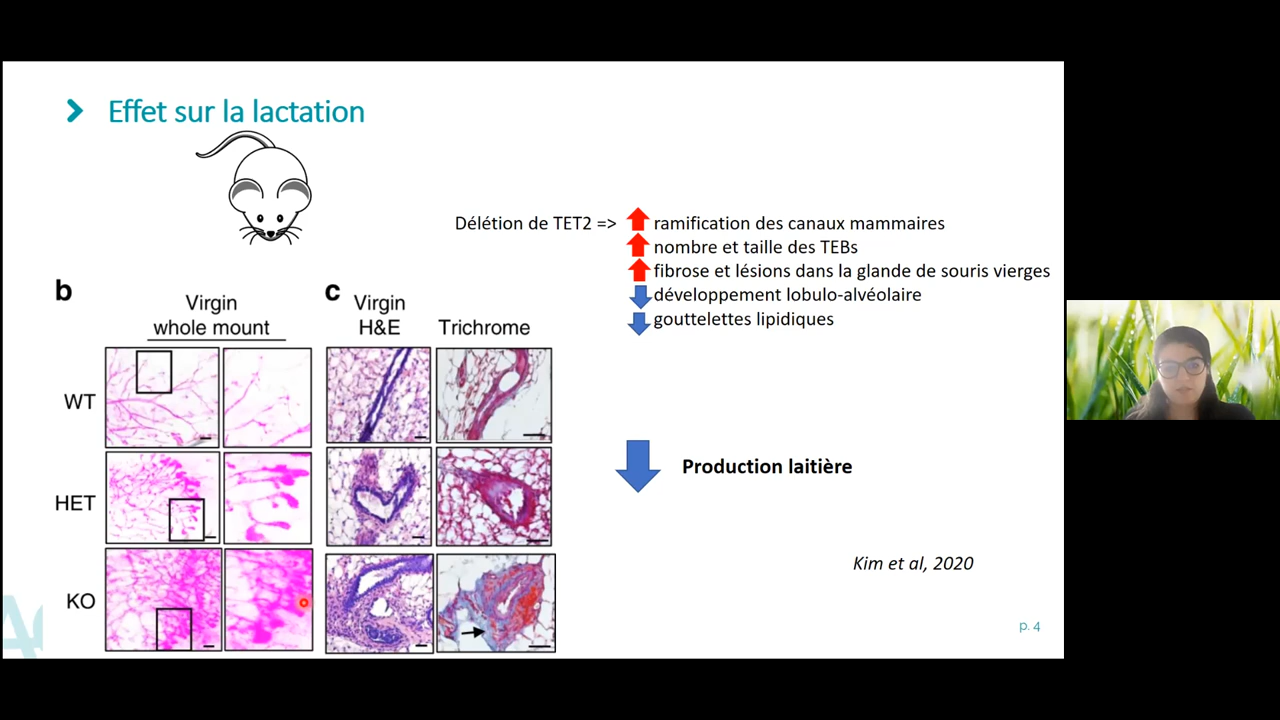 Effet sur la lactation
Délétion de TET2 => ramification des canaux mammaires
nombre et taille des TEBs
fibrose et lésions dans la glande de souris vierges
développement lobulo-alvéolaire
gouttelettes lipidiques
b
Virgin
whole mount
c
Virgin
H&E
Trichrome
WT
HET
KO
Production laitière
Kim et al, 2020
p. 4